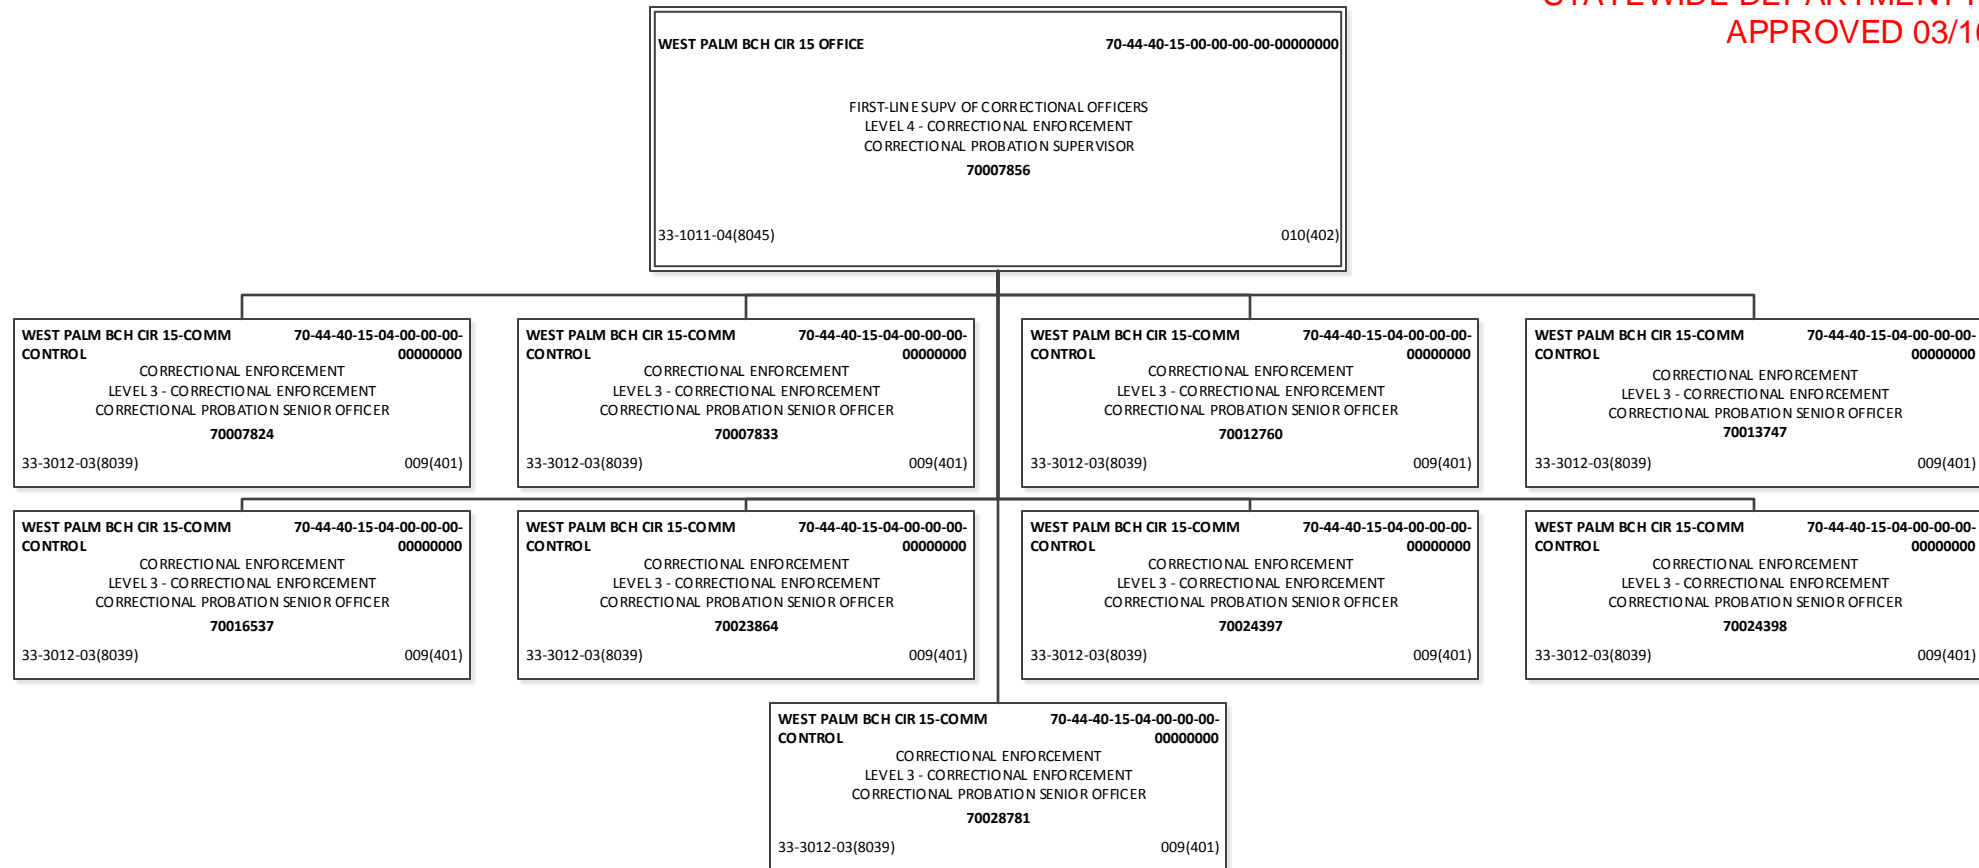 STATEWIDE DEPARTMENT
APPROVED 03/
WEST PALM BCH CIR 15 OFFICE 70-44-40-15-00-00-00-00-00000000
FIRST-LINE SUPV OF CORRECTIONAL OFFICERS
LEVEL 4 - CORRECTIONAL ENFORCEMENT
CORRECTIONAL PROBATION SUPERVISOR
70007856
33-1011-04(8045) 010(402)
WEST PALM BCH CIR 15-COMM 70-44-40-15-04-00-00-00-
CONTROL 00000000
CORRECTIONAL ENFORCEMENT
LEVEL 3 - CORRECTIONAL ENFORCEMENT
CORRECTIONAL PROBATION SENIOR OFFICER
70007824
33-3012-03(8039) 009(401)
WEST PALM BCH CIR 15-COMM 70-44-40-15-04-00-00-00-
CONTROL 00000000
CORRECTIONAL ENFORCEMENT
LEVEL 3 - CORRECTIONAL ENFORCEMENT
CORRECTIONAL PROBATION SENIOR OFFICER
70007833
33-3012-03(8039) 009(401)
WEST PALM BCH CIR 15-COMM 70-44-40-15-04-00-00-00-
CONTROL 00000000
CORRECTIONAL ENFORCEMENT
LEVEL 3 - CORRECTIONAL ENFORCEMENT
CORRECTIONAL PROBATION SENIOR OFFICER
70012760
33-3012-03(8039) 009(401)
WEST PALM BCH CIR 15-COMM 70-44-40-15-04-00-00-00-
CONTROL 00000000
CORRECTIONAL ENFORCEMENT
LEVEL 3 - CORRECTIONAL ENFORCEMENT
CORRECTIONAL PROBATION SENIOR OFFICER
70013747
33-3012-03(8039) 009(401)
WEST PALM BCH CIR 15-COMM 70-44-40-15-04-00-00-00-
CONTROL 00000000
CORRECTIONAL ENFORCEMENT
LEVEL 3 - CORRECTIONAL ENFORCEMENT
CORRECTIONAL PROBATION SENIOR OFFICER
70016537
33-3012-03(8039) 009(401)
WEST PALM BCH CIR 15-COMM 70-44-40-15-04-00-00-00-
CONTROL 00000000
CORRECTIONAL ENFORCEMENT
LEVEL 3 - CORRECTIONAL ENFORCEMENT
CORRECTIONAL PROBATION SENIOR OFFICER
70023864
33-3012-03(8039) 009(401)
WEST PALM BCH CIR 15-COMM 70-44-40-15-04-00-00-00-
CONTROL 00000000
CORRECTIONAL ENFORCEMENT
LEVEL 3 - CORRECTIONAL ENFORCEMENT
CORRECTIONAL PROBATION SENIOR OFFICER
70024397
33-3012-03(8039) 009(401)
WEST PALM BCH CIR 15-COMM 70-44-40-15-04-00-00-00-
CONTROL 00000000
CORRECTIONAL ENFORCEMENT
LEVEL 3 - CORRECTIONAL ENFORCEMENT
CORRECTIONAL PROBATION SENIOR OFFICER
70024398
33-3012-03(8039) 009(401)
WEST PALM BCH CIR 15-COMM 70-44-40-15-04-00-00-00-
CONTROL 00000000
CORRECTIONAL ENFORCEMENT
LEVEL 3 - CORRECTIONAL ENFORCEMENT
CORRECTIONAL PROBATION SENIOR OFFICER
70028781
33-3012-03(8039) 009(401)